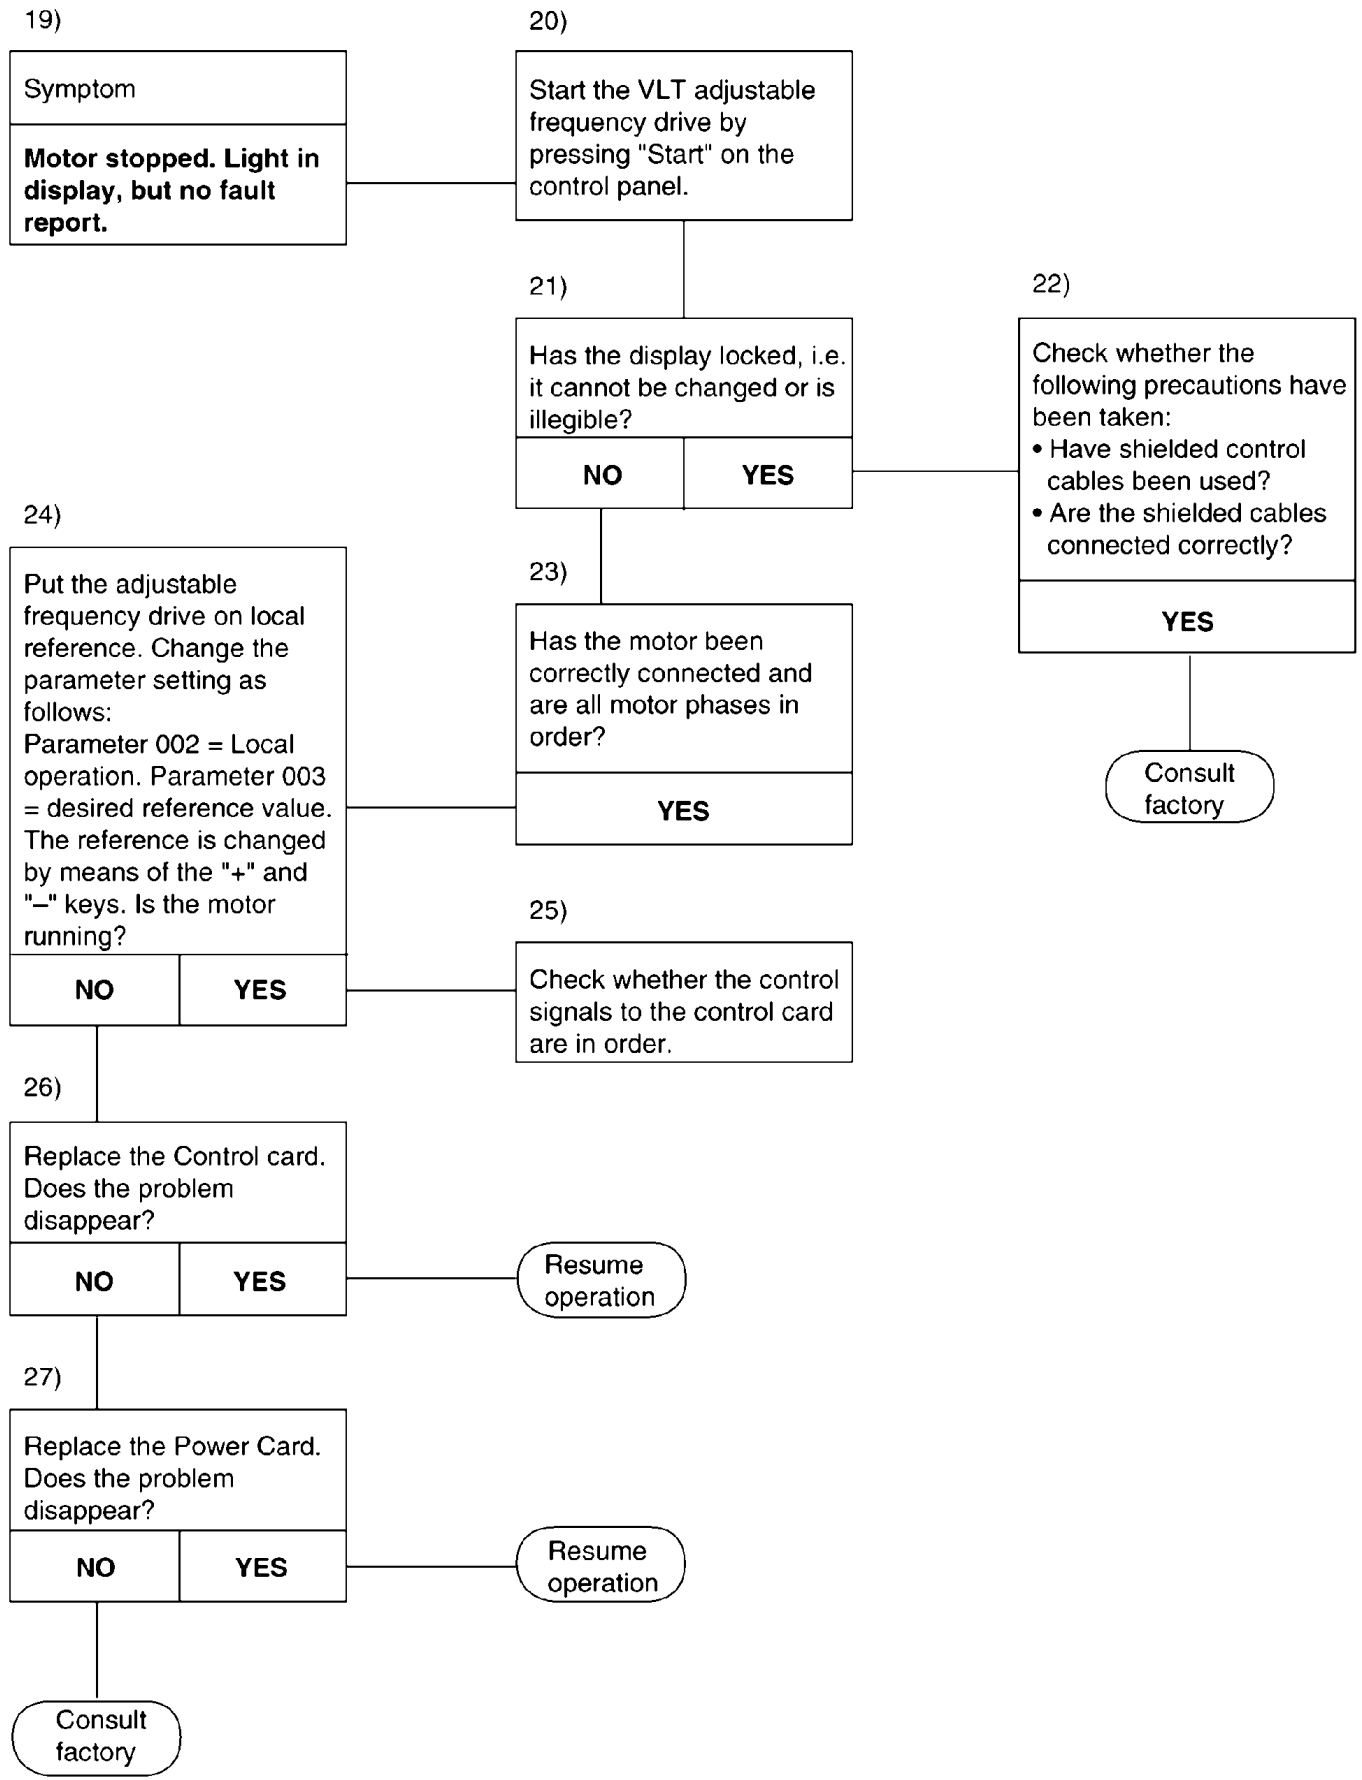 19)
Symptom
Motor stopped. Light in
display, but no fault
report.
20)
Start the VLT adjustable
frequency drive by
pressing "Start" on the
control panel.
21)
Has the display locked, i.e.
it cannot be changed or is
illegible?
NO
YES
22)
Check whether the
following precautions have
been taken:
• Have shielded control
cables been used?
• Are the shielded cables
connected correctly?
YES
Consult
factory
23)
Has the motor been
correctly connected and
are all motor phases in
order?
YES
24)
Put the adjustable
frequency drive on local
reference. Change the
parameter setting as
follows:
Parameter 002 = Local
operation. Parameter 003
= desired reference value.
The reference is changed
by means of the "+" and
"–" keys. Is the motor
running?
NO
YES
25)
Check whether the control
signals to the control card
are in order.
26)
Replace the Control card.
Does the problem
disappear?
NO
YES
Resume
operation
27)
Replace the Power Card.
Does the problem
disappear?
NO
YES
Resume
operation
Consult
factory